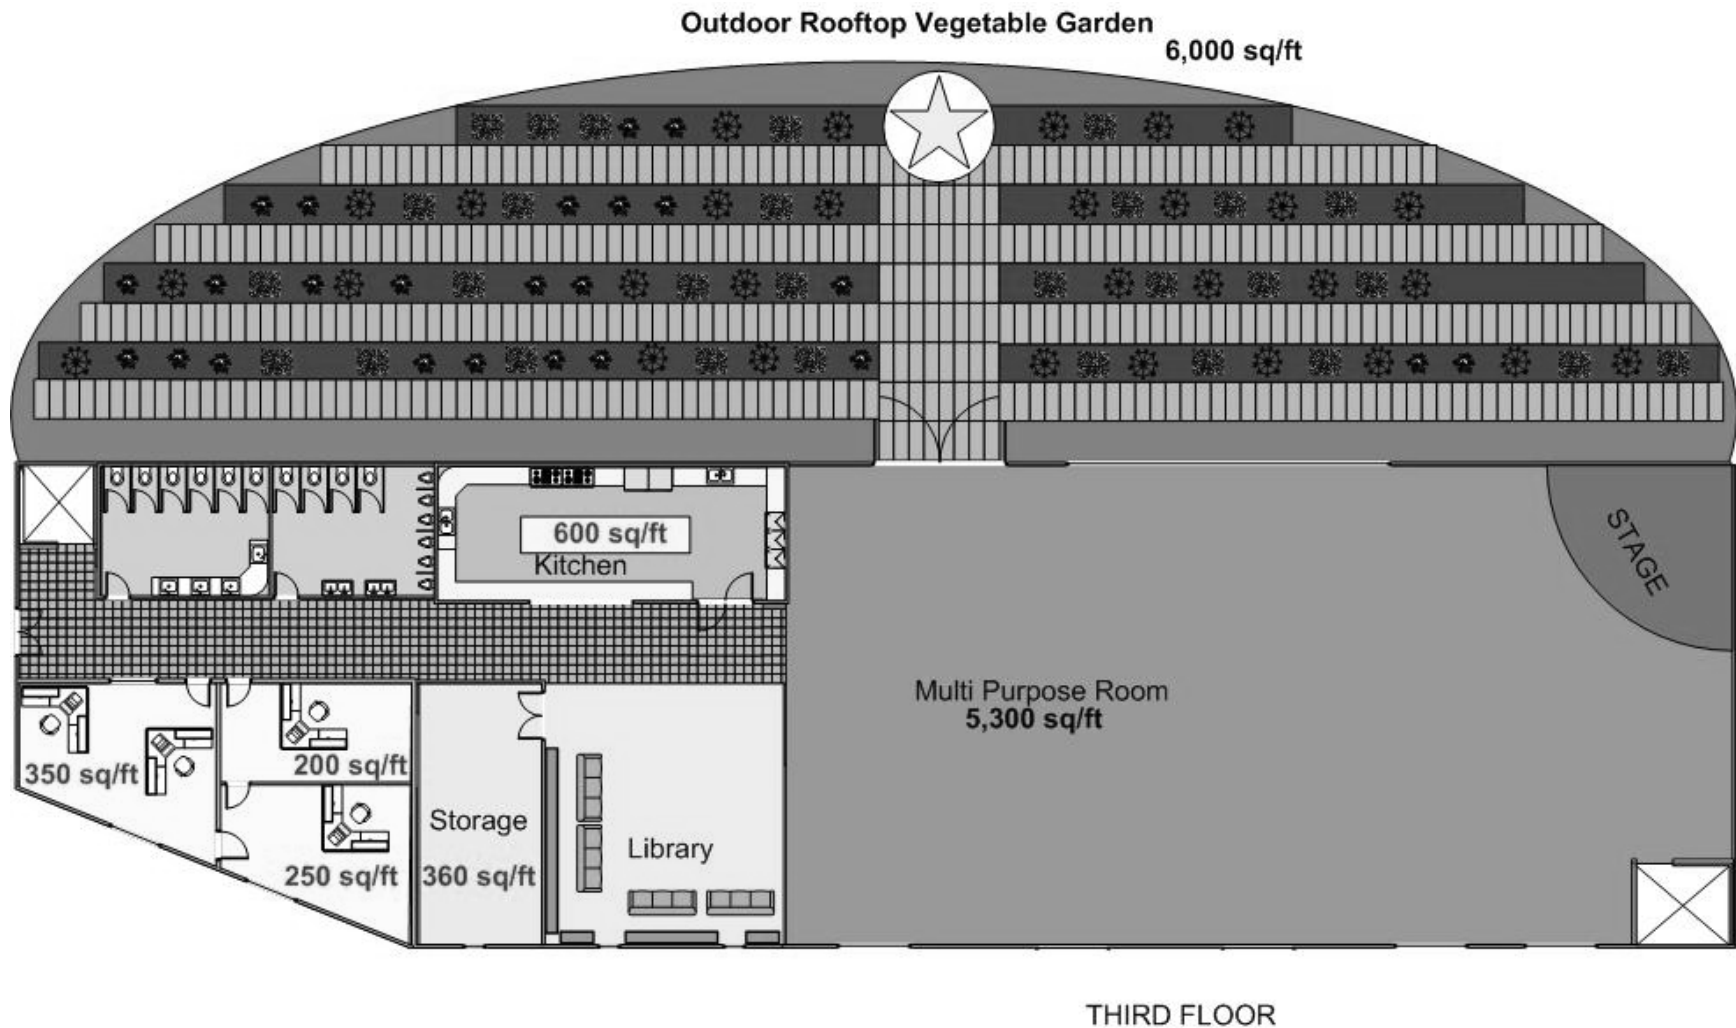 Outdoor Rooftop Vegetable Garden
6,000 sq/ft
600 sq/ft
Kitchen
STAGE
Multi Purpose Room
5,300 sq/ft
350 sq/ft
200 sq/ft
250 sq/ft
Storage
360 sq/ft
Library
THIRD FLOOR